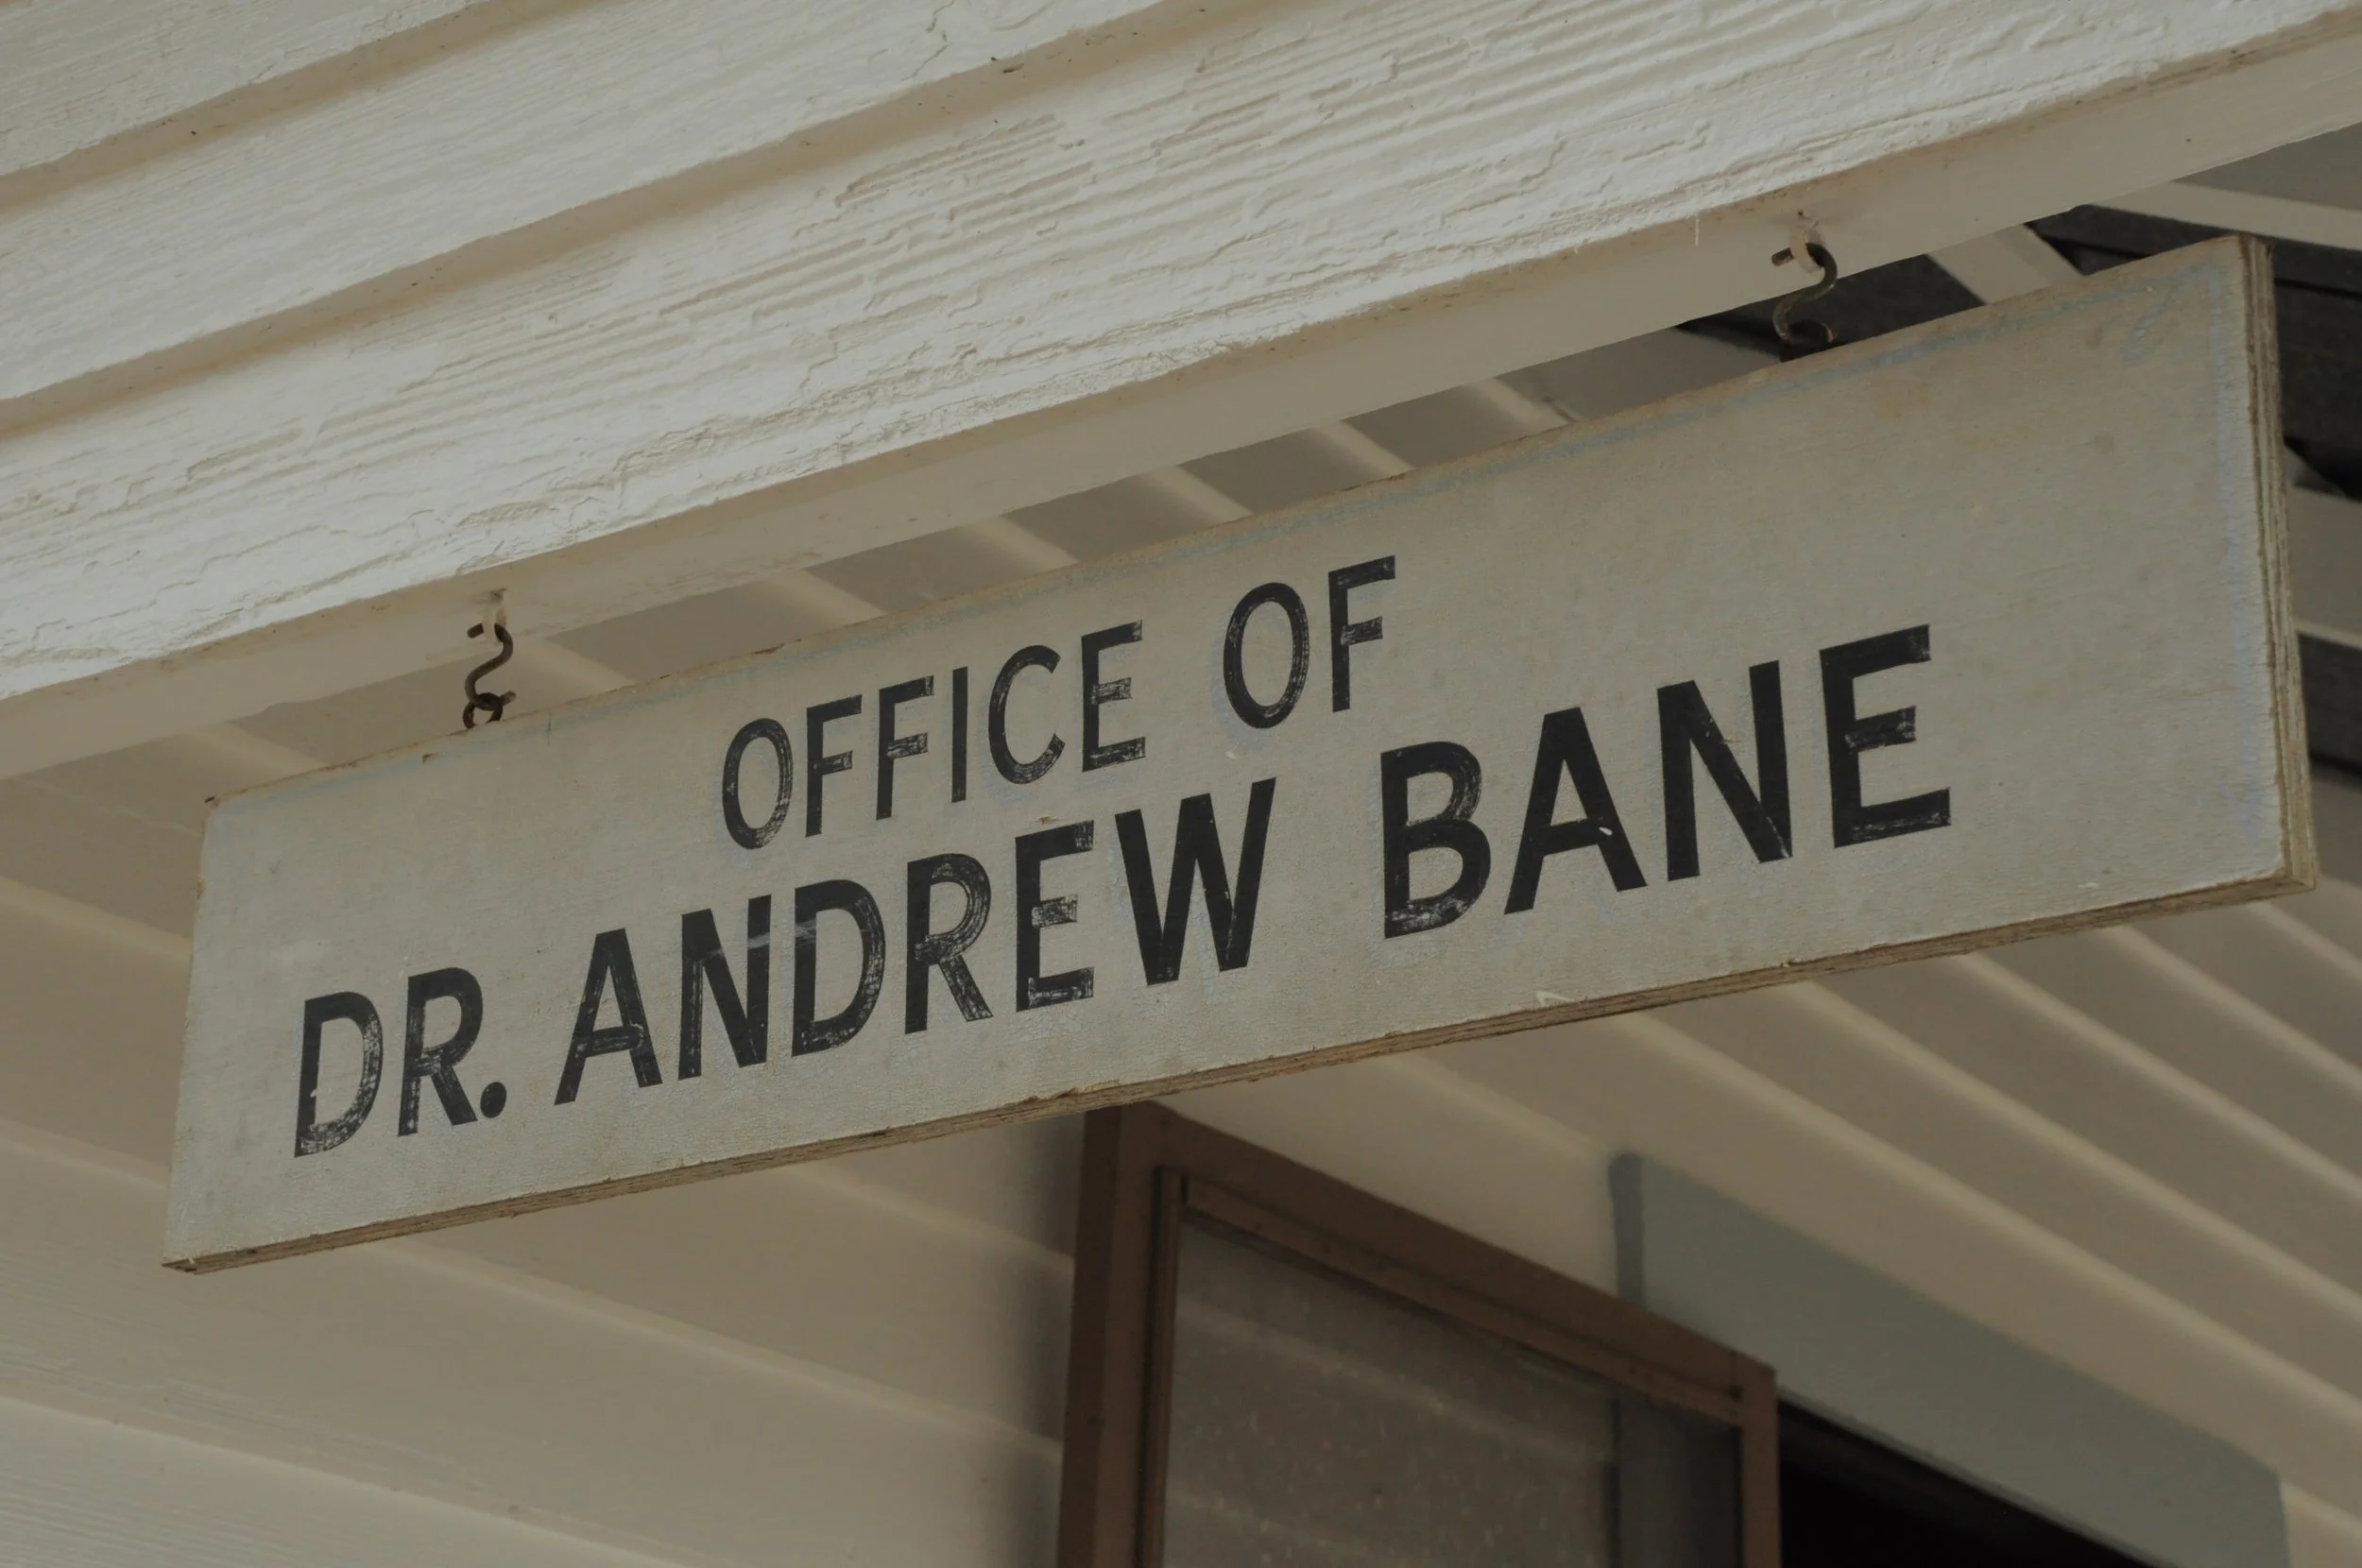 OFFICE OF
DR. ANDREW BANE